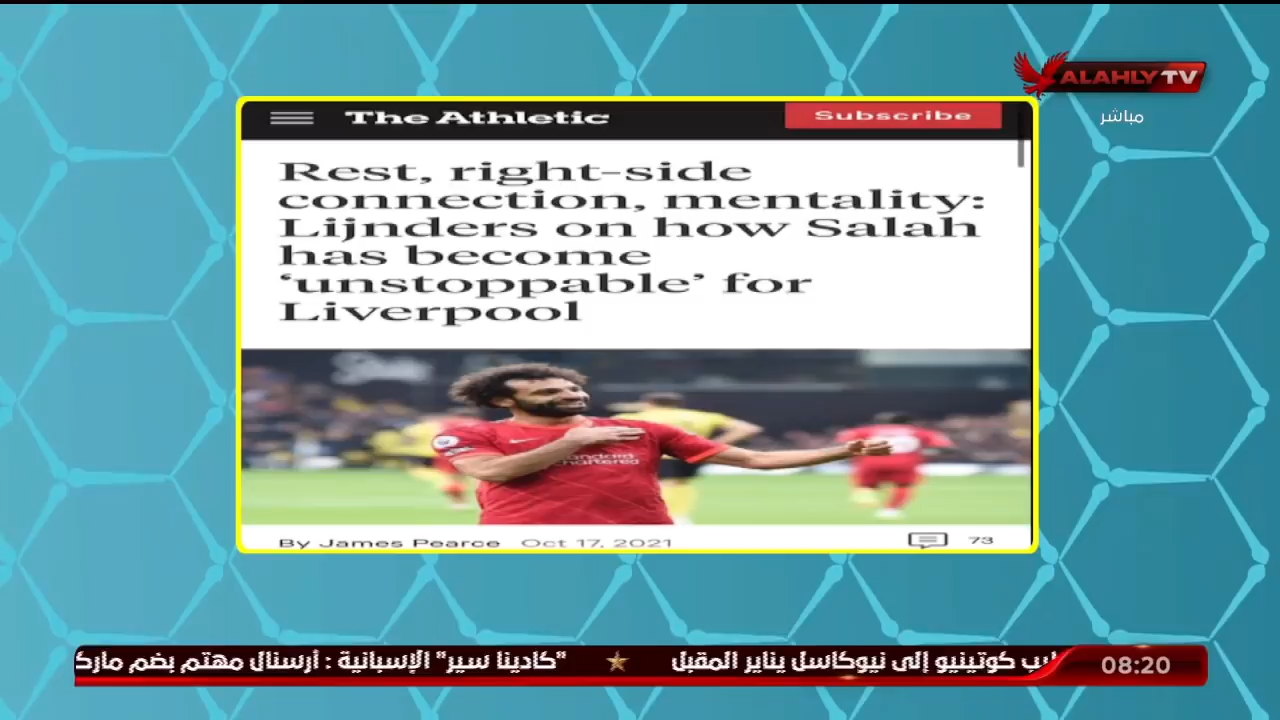 ALAHLY TV
مباشر
The Athletic
Subscribe
Rest, right-side
connection, mentality:
Lijnders on how Salah
has become
‘unstoppable’ for
Liverpool
standard
chartered
By James Pearce Oct 17, 2021
73
كوتينيو إلى نيوكاسل يناير المقبل ★ "كادينا سير" الإسبانية : أرسنال مهتم بضم
08:20